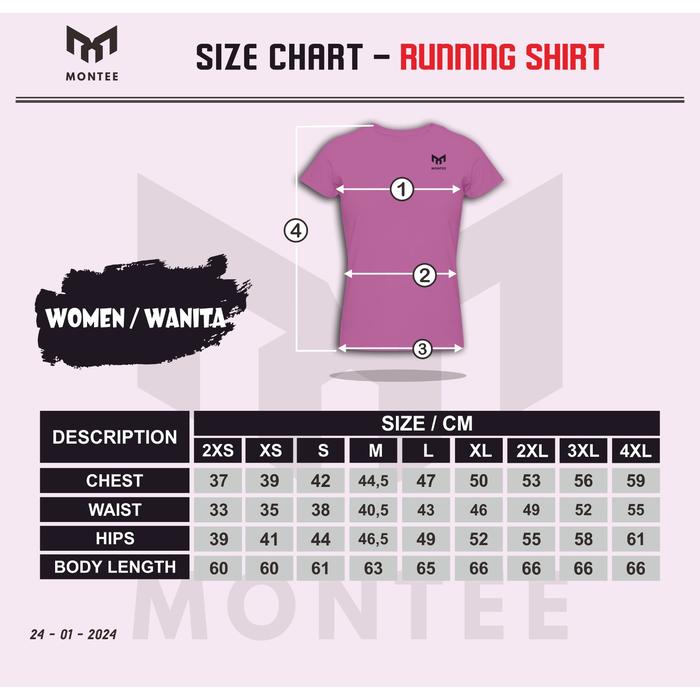 MONTEE
SIZE CHART – RUNNING SHIRT
MONTEE
1
4
2
3
WOMEN / WANITA
DESCRIPTION SIZE / CM
2XS XS S M L XL 2XL 3XL 4XL
CHEST 37 39 42 44,5 47 50 53 56 59
WAIST 33 35 38 40,5 43 46 49 52 55
HIPS 39 41 44 46,5 49 52 55 58 61
BODY LENGTH 60 60 61 63 65 66 66 66 66
MONTEE
24 - 01 - 2024